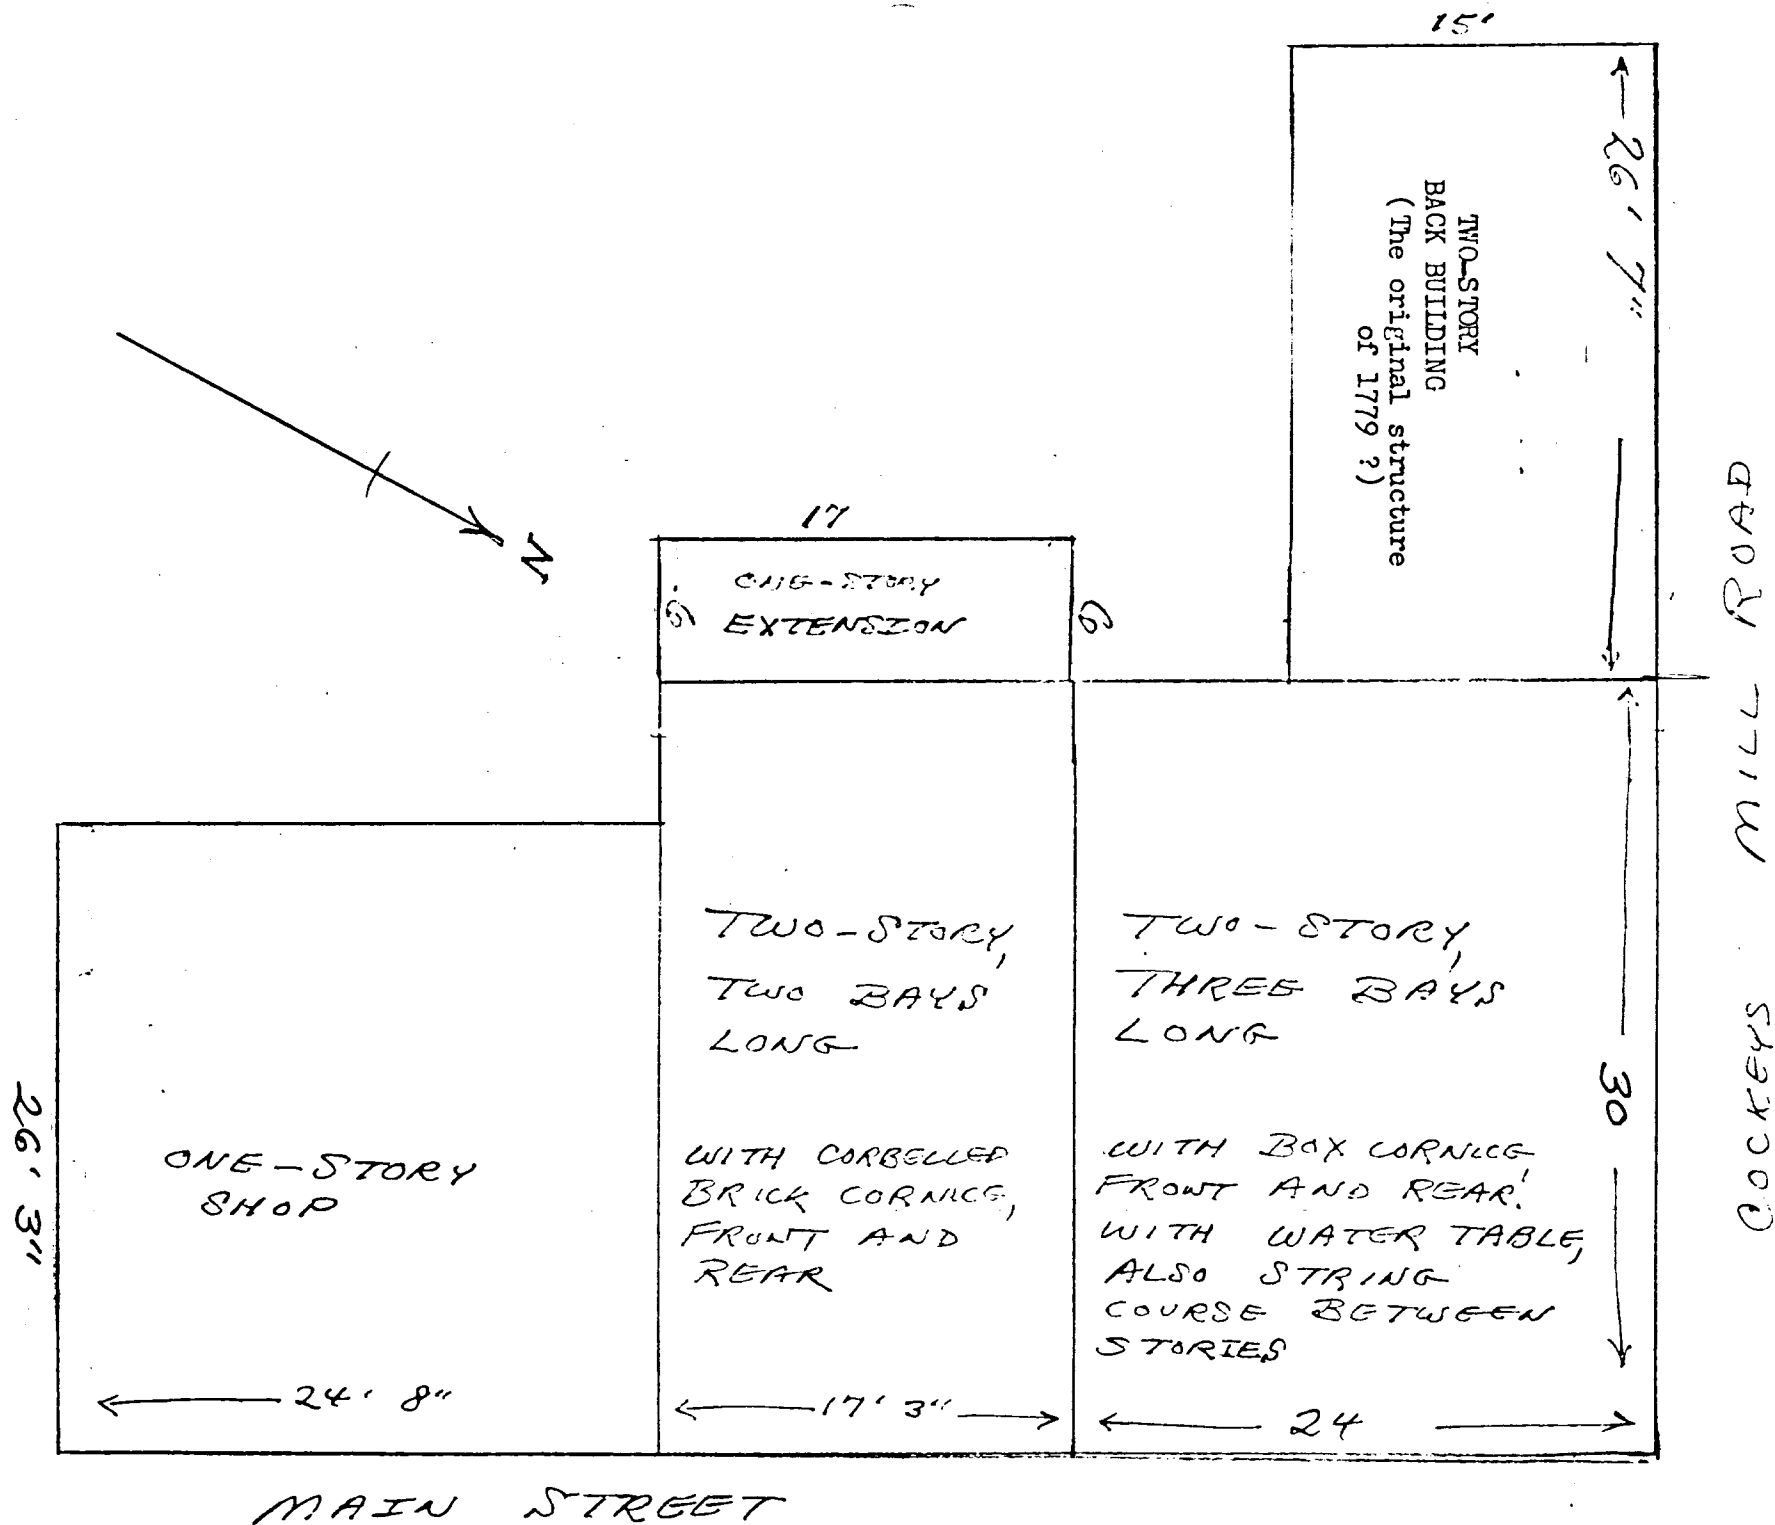 15'
26' 7"
TWO-STORY
BACK BUILDING
(The original structure
of 1779 ?)
N
17
ONE-STORY
EXTENSION
6
6
MILL ROAD
COCKEYS
TWO-STORY,
TWO BAYS
LONG
WITH CORBELLED
BRICK CORNICE,
FRONT AND
REAR
TWO-STORY,
THREE BAYS
LONG
WITH BOX CORNICE
FRONT AND REAR!
WITH WATER TABLE,
ALSO STRING
COURSE BETWEEN
STORIES
30
26' 3"
ONE-STORY
SHOP
24' 8"
17' 3"
24
MAIN STREET